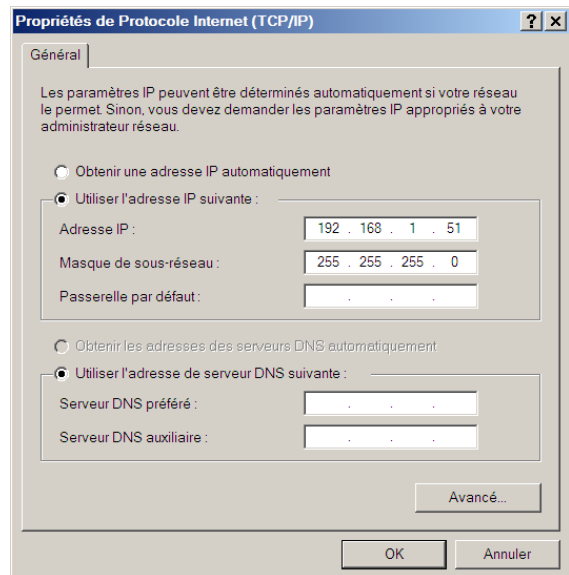 Propriétés de Protocole Internet (TCP/IP)
Général
Les paramètres IP peuvent être déterminés automatiquement si votre réseau
le permet. Sinon, vous devez demander les paramètres IP appropriés à votre
administrateur réseau.
Obtenir une adresse IP automatiquement
Utiliser l'adresse IP suivante :
Adresse IP : 192 . 168 . 1 . 51
Masque de sous-réseau : 255 . 255 . 255 . 0
Passerelle par défaut : . . .
Obtenir les adresses des serveurs DNS automatiquement
Utiliser l'adresse de serveur DNS suivante :
Serveur DNS préféré : . . .
Serveur DNS auxiliaire : . . .
Avancé...
OK Annuler